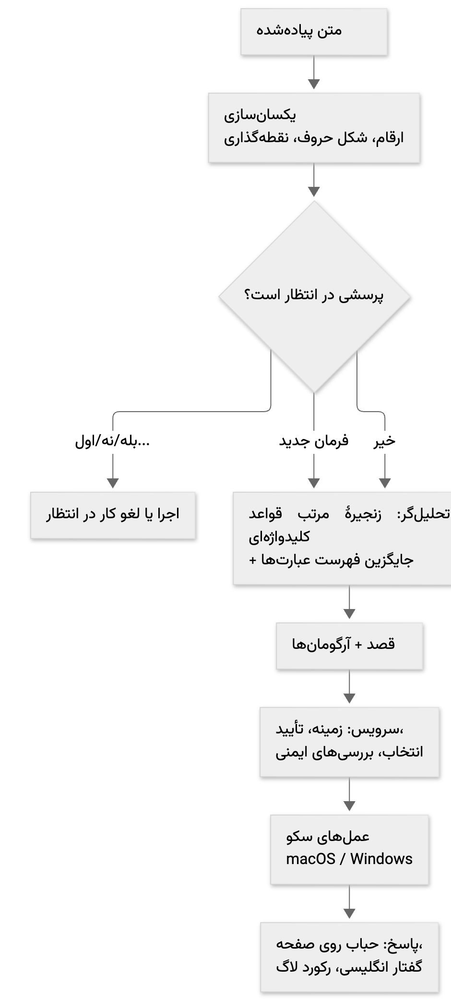 متن پیاده‌شده
یکسان‌سازی
ارقام، شکل حروف، نقطه‌گذاری
پرسشی در انتظار است؟
بله/نه/اول...
فرمان جدید
خیر
اجرا یا لغو کار در انتظار
تحلیل‌گر: زنجیرهٔ مرتب قواعد
کلیدواژه‌ای
+ جایگزین فهرست عبارت‌ها
قصد + آرگومان‌ها
سرویس: زمینه، تأیید،
انتخاب، بررسی‌های ایمنی
عمل‌های سکو
macOS / Windows
پاسخ: حباب روی صفحه،
گفتار انگلیسی، رکورد لاگ